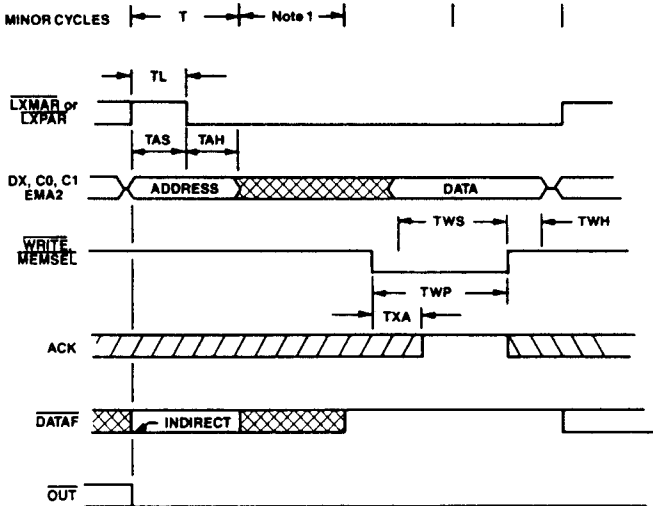 MINOR CYCLES T Note 1
TL
LXMAR or
LXPAR
TAS TAH
DX, C0, C1
EMA2
ADDRESS DATA
TWS TWH
WRITE,
MEMSEL
TWP
TXA
ACK
DATAF INDIRECT
OUT